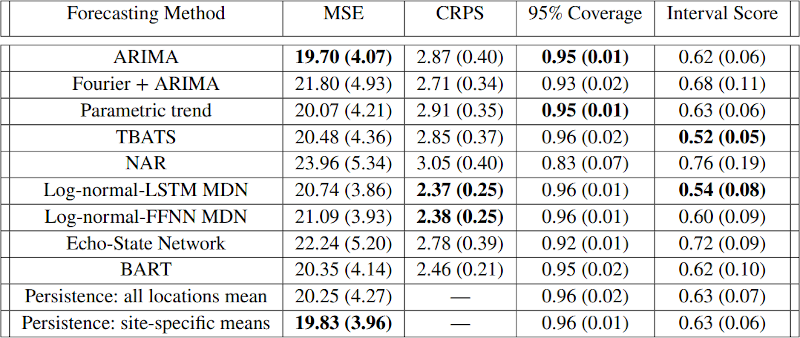 Forecasting Method MSE CRPS 95% Coverage Interval Score
ARIMA 19.70 (4.07) 2.87 (0.40) 0.95 (0.01) 0.62 (0.06)
Fourier + ARIMA 21.80 (4.93) 2.71 (0.34) 0.93 (0.02) 0.68 (0.11)
Parametric trend 20.07 (4.21) 2.91 (0.35) 0.95 (0.01) 0.63 (0.06)
TBATS 20.48 (4.36) 2.85 (0.37) 0.96 (0.02) 0.52 (0.05)
NAR 23.96 (5.34) 3.05 (0.40) 0.83 (0.07) 0.76 (0.19)
Log-normal-LSTM MDN 20.74 (3.86) 2.37 (0.25) 0.96 (0.01) 0.54 (0.08)
Log-normal-FFNN MDN 21.09 (3.93) 2.38 (0.25) 0.96 (0.01) 0.60 (0.09)
Echo-State Network 22.24 (5.20) 2.78 (0.39) 0.92 (0.01) 0.72 (0.09)
BART 20.35 (4.14) 2.46 (0.21) 0.95 (0.02) 0.62 (0.10)
Persistence: all locations mean 20.25 (4.27) — 0.96 (0.02) 0.63 (0.07)
Persistence: site-specific means 19.83 (3.96) — 0.96 (0.01) 0.63 (0.06)